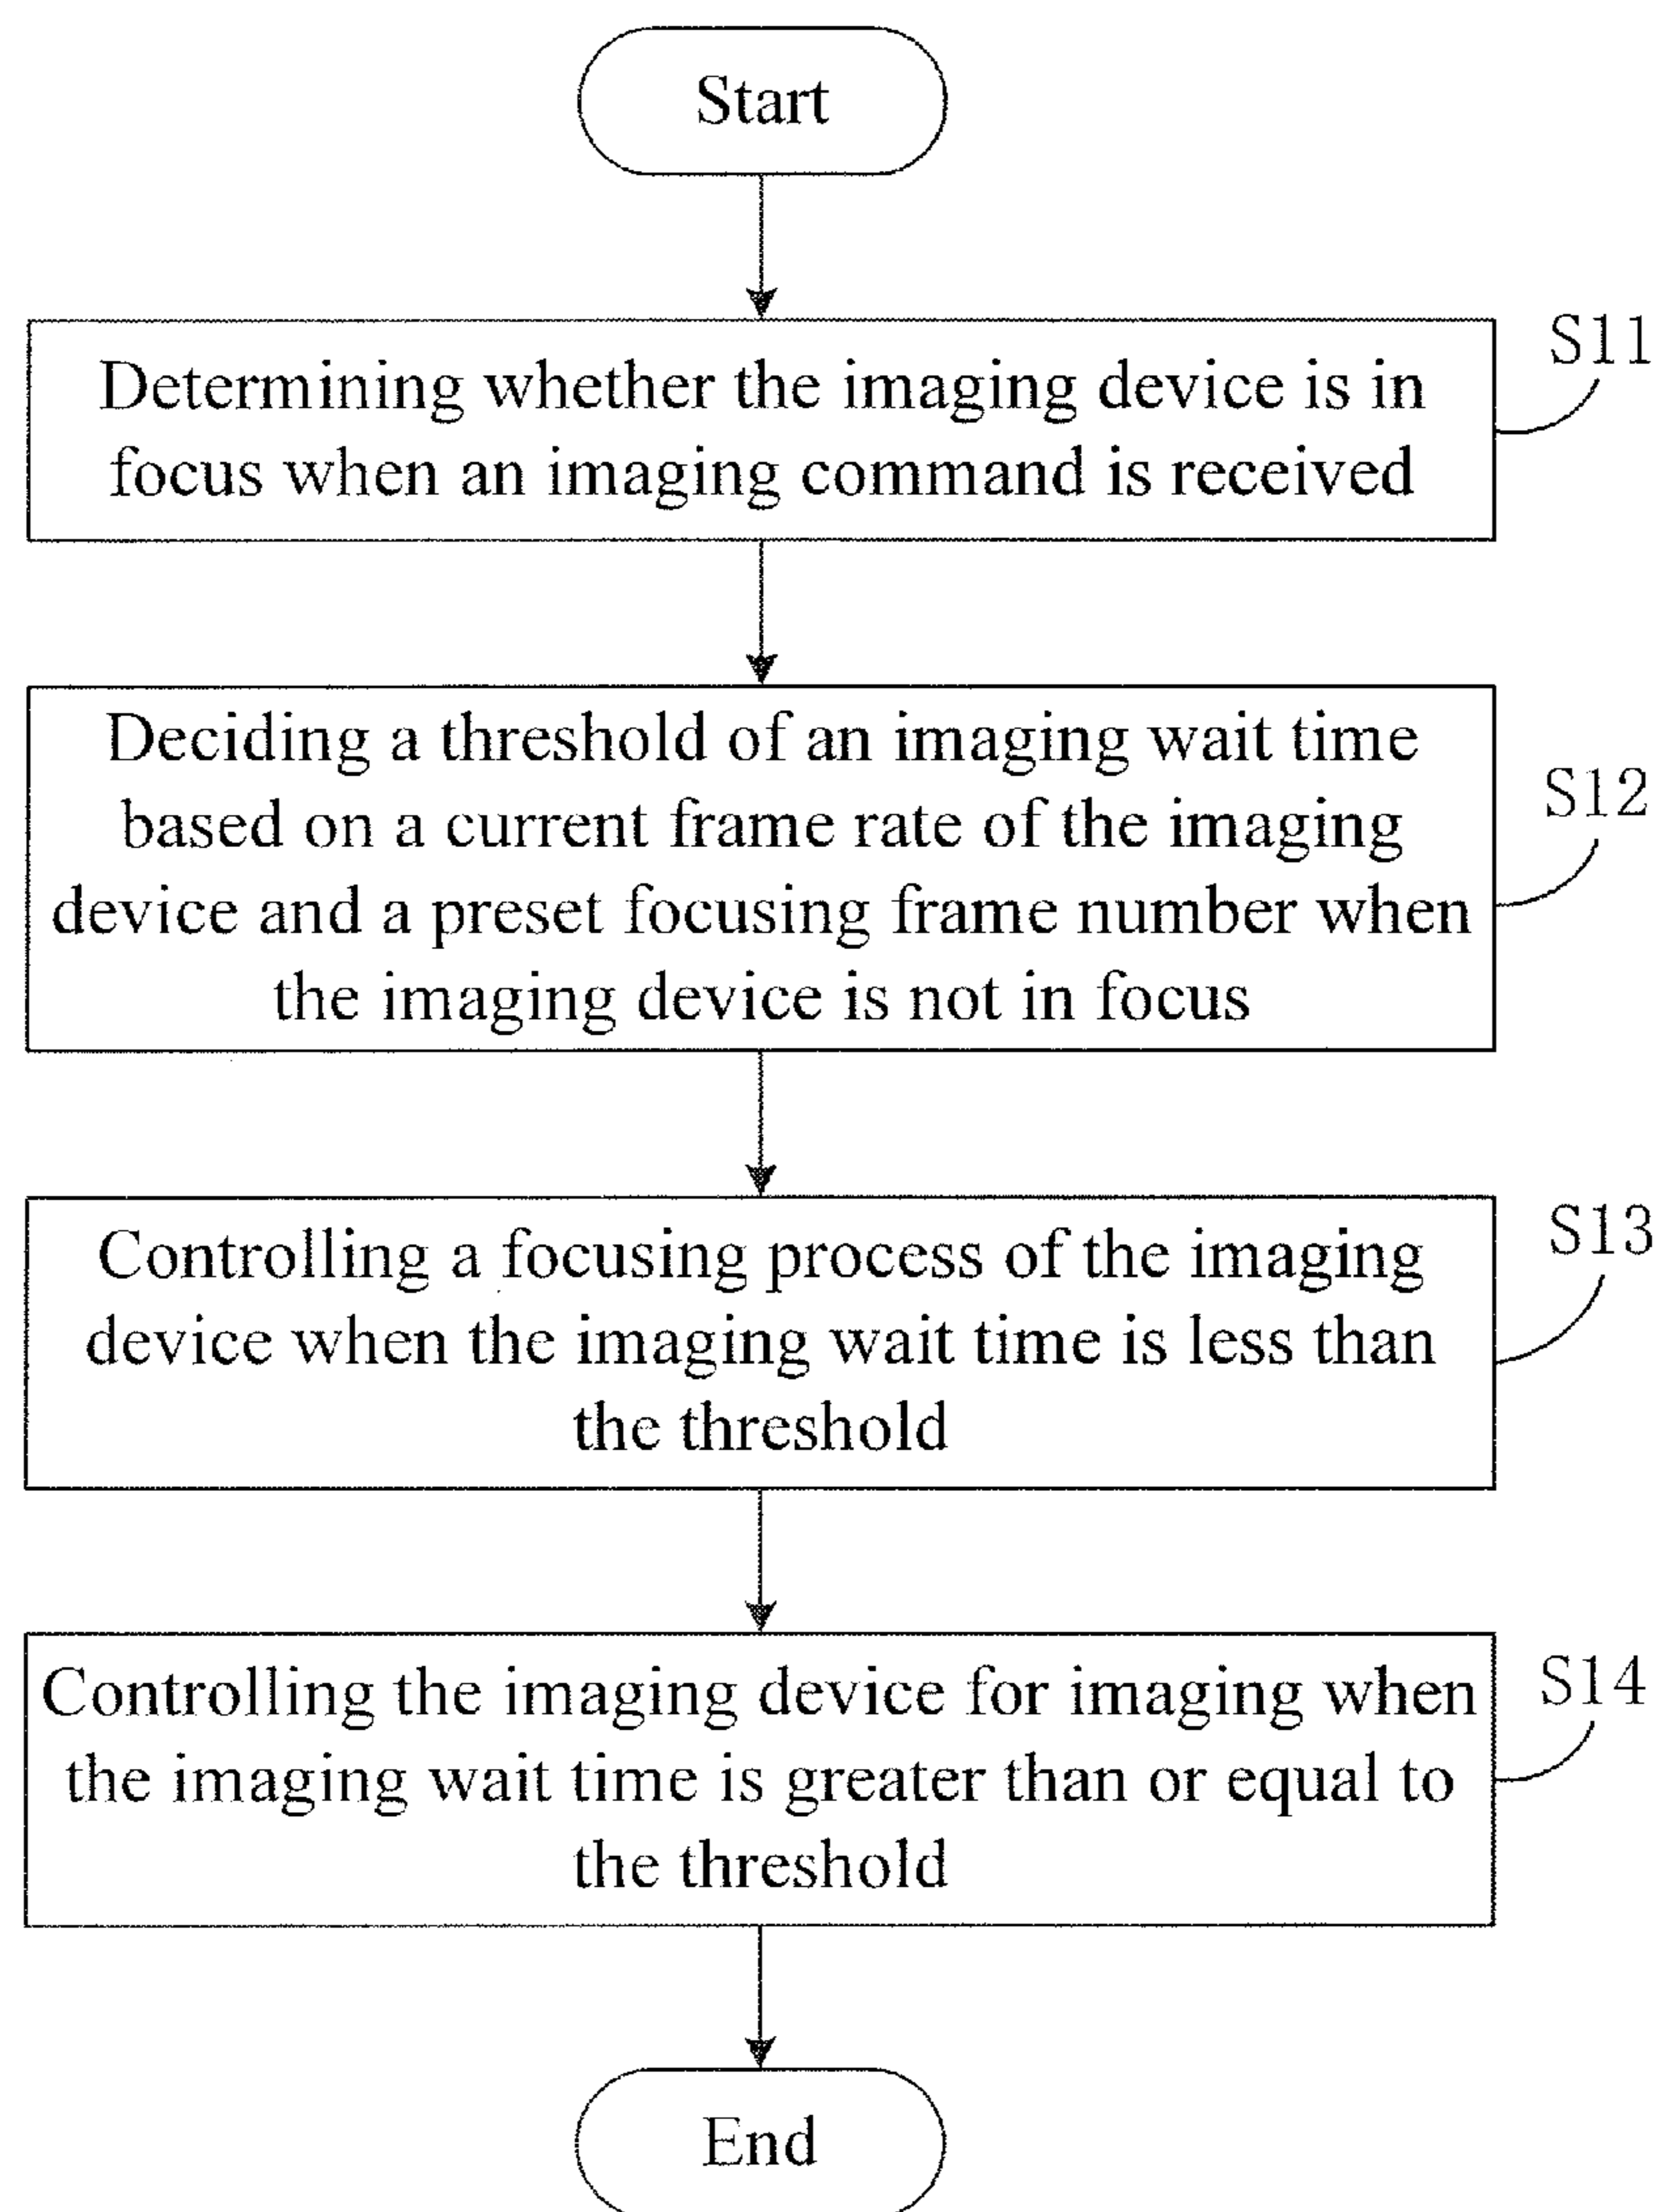 Start
S11
Determining whether the imaging device is in
focus when an imaging command is received
S12
Deciding a threshold of an imaging wait time
based on a current frame rate of the imaging
device and a preset focusing frame number when
the imaging device is not in focus
S13
Controlling a focusing process of the imaging
device when the imaging wait time is less than
the threshold
S14
Controlling the imaging device for imaging when
the imaging wait time is greater than or equal to
the threshold
End